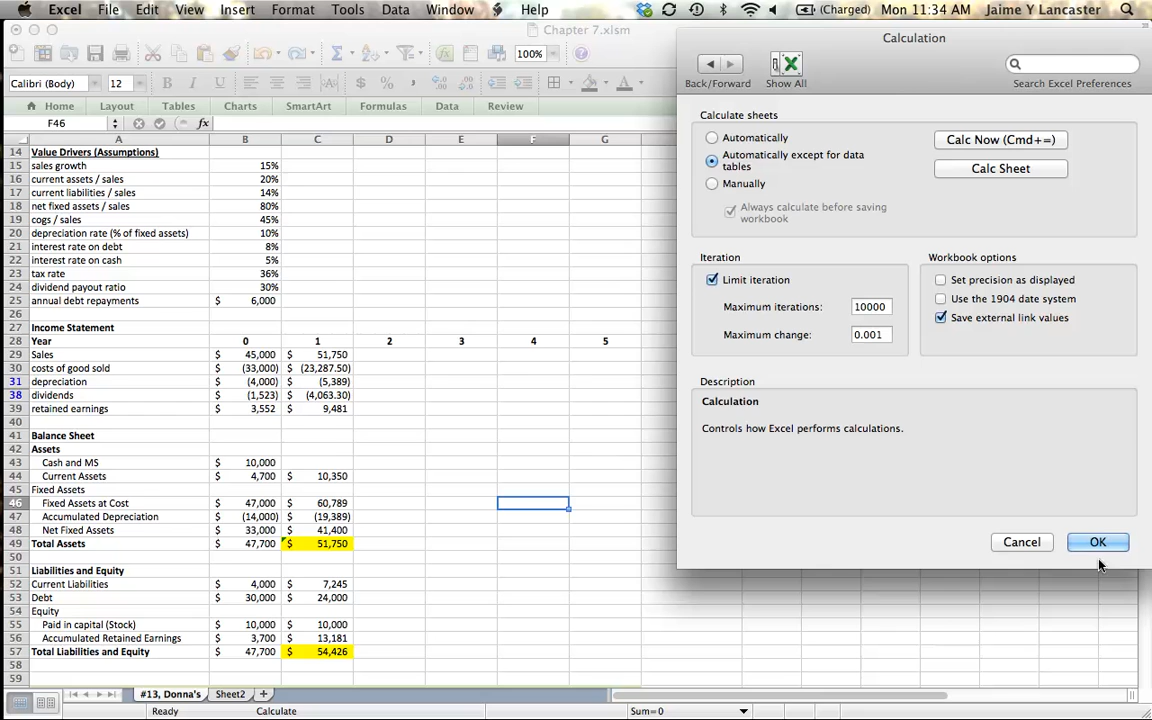 Excel File Edit View Insert Format Tools Data Window Help (Charged) Mon 11:34 AM Jaime Y Lancaster
Chapter 7.xlsm
100%
Calibri (Body) 12 B I U ABC $ %
Home Layout Tables Charts SmartArt Formulas Data Review
F46 fx
A B C D E F G
14 Value Drivers (Assumptions)
15 sales growth 15%
16 current assets / sales 20%
17 current liabilities / sales 14%
18 net fixed assets / sales 80%
19 cogs / sales 45%
20 depreciation rate (% of fixed assets) 10%
21 interest rate on debt 8%
22 interest rate on cash 5%
23 tax rate 36%
24 dividend payout ratio 30%
25 annual debt repayments $ 6,000
26
27 Income Statement
28 Year 0 1 2 3 4 5
29 Sales $ 45,000 $ 51,750
30 costs of good sold $ (33,000) $ (23,287.50)
31 depreciation $ (4,000) $ (5,389)
38 dividends $ (1,523) $ (4,063.30)
39 retained earnings $ 3,552 $ 9,481
40
41 Balance Sheet
42 Assets
43 Cash and MS $ 10,000
44 Current Assets $ 4,700 $ 10,350
45 Fixed Assets
46 Fixed Assets at Cost $ 47,000 $ 60,789
47 Accumulated Depreciation $ (14,000) $ (19,389)
48 Net Fixed Assets $ 33,000 $ 41,400
49 Total Assets $ 47,700 $ 51,750
50
51 Liabilities and Equity
52 Current Liabilities $ 4,000 $ 7,245
53 Debt $ 30,000 $ 24,000
54 Equity
55 Paid in capital (Stock) $ 10,000 $ 10,000
56 Accumulated Retained Earnings $ 3,700 $ 13,181
57 Total Liabilities and Equity $ 47,700 $ 54,426
58
59
#13, Donna's Sheet2 +
Ready Calculate Sum=0
Calculation
Back/Forward Show All Search Excel Preferences
Calculate sheets
Automatically
Automatically except for data
tables
Manually
Always calculate before saving
workbook
Calc Now (Cmd+=)
Calc Sheet
Iteration
Limit iteration
Maximum iterations: 10000
Maximum change: 0.001
Workbook options
Set precision as displayed
Use the 1904 date system
Save external link values
Description
Calculation
Controls how Excel performs calculations.
Cancel OK